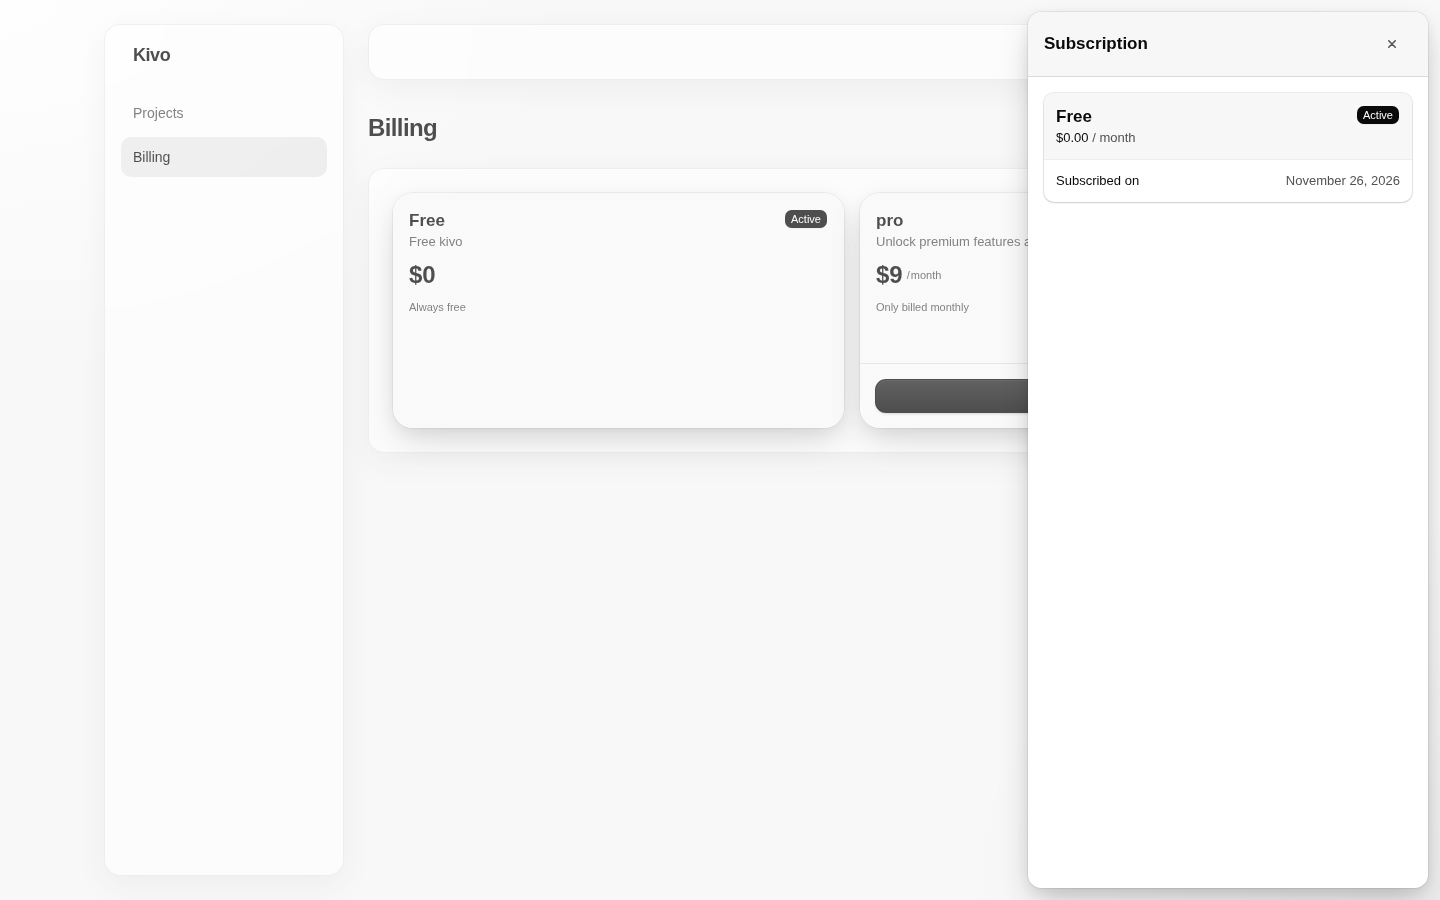 Kivo
Projects
Billing
Billing
Free
Active
Free kivo
$0
Always free
pro
Unlock premium features
$9 /month
Only billed monthly
Subscription
Free
Active
$0.00 / month
Subscribed on
November 26, 2026